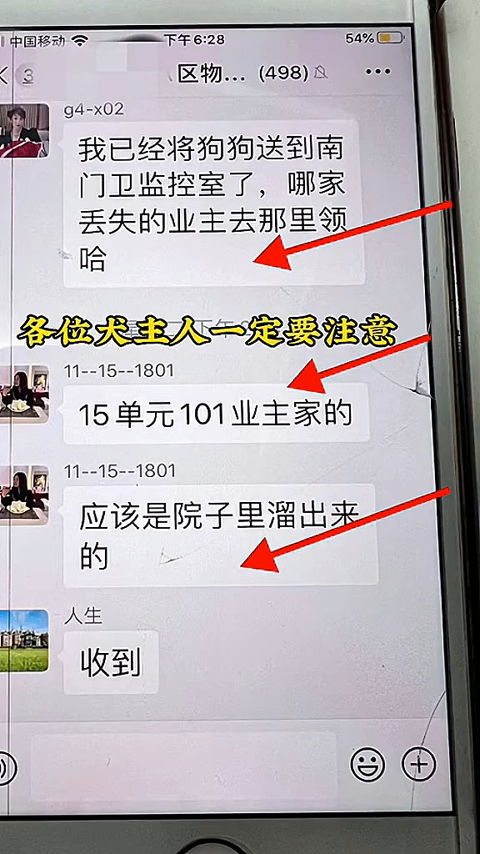 中国移动 下午6:28 54%
3 区物... (498)
g4-x02
我已经将狗狗送到南
门卫监控室了，哪家
丢失的业主去那里领
哈
各位犬主人一定要注意
11--15--1801
15单元101业主家的
11--15--1801
应该是院子里溜出来
的
人生
收到